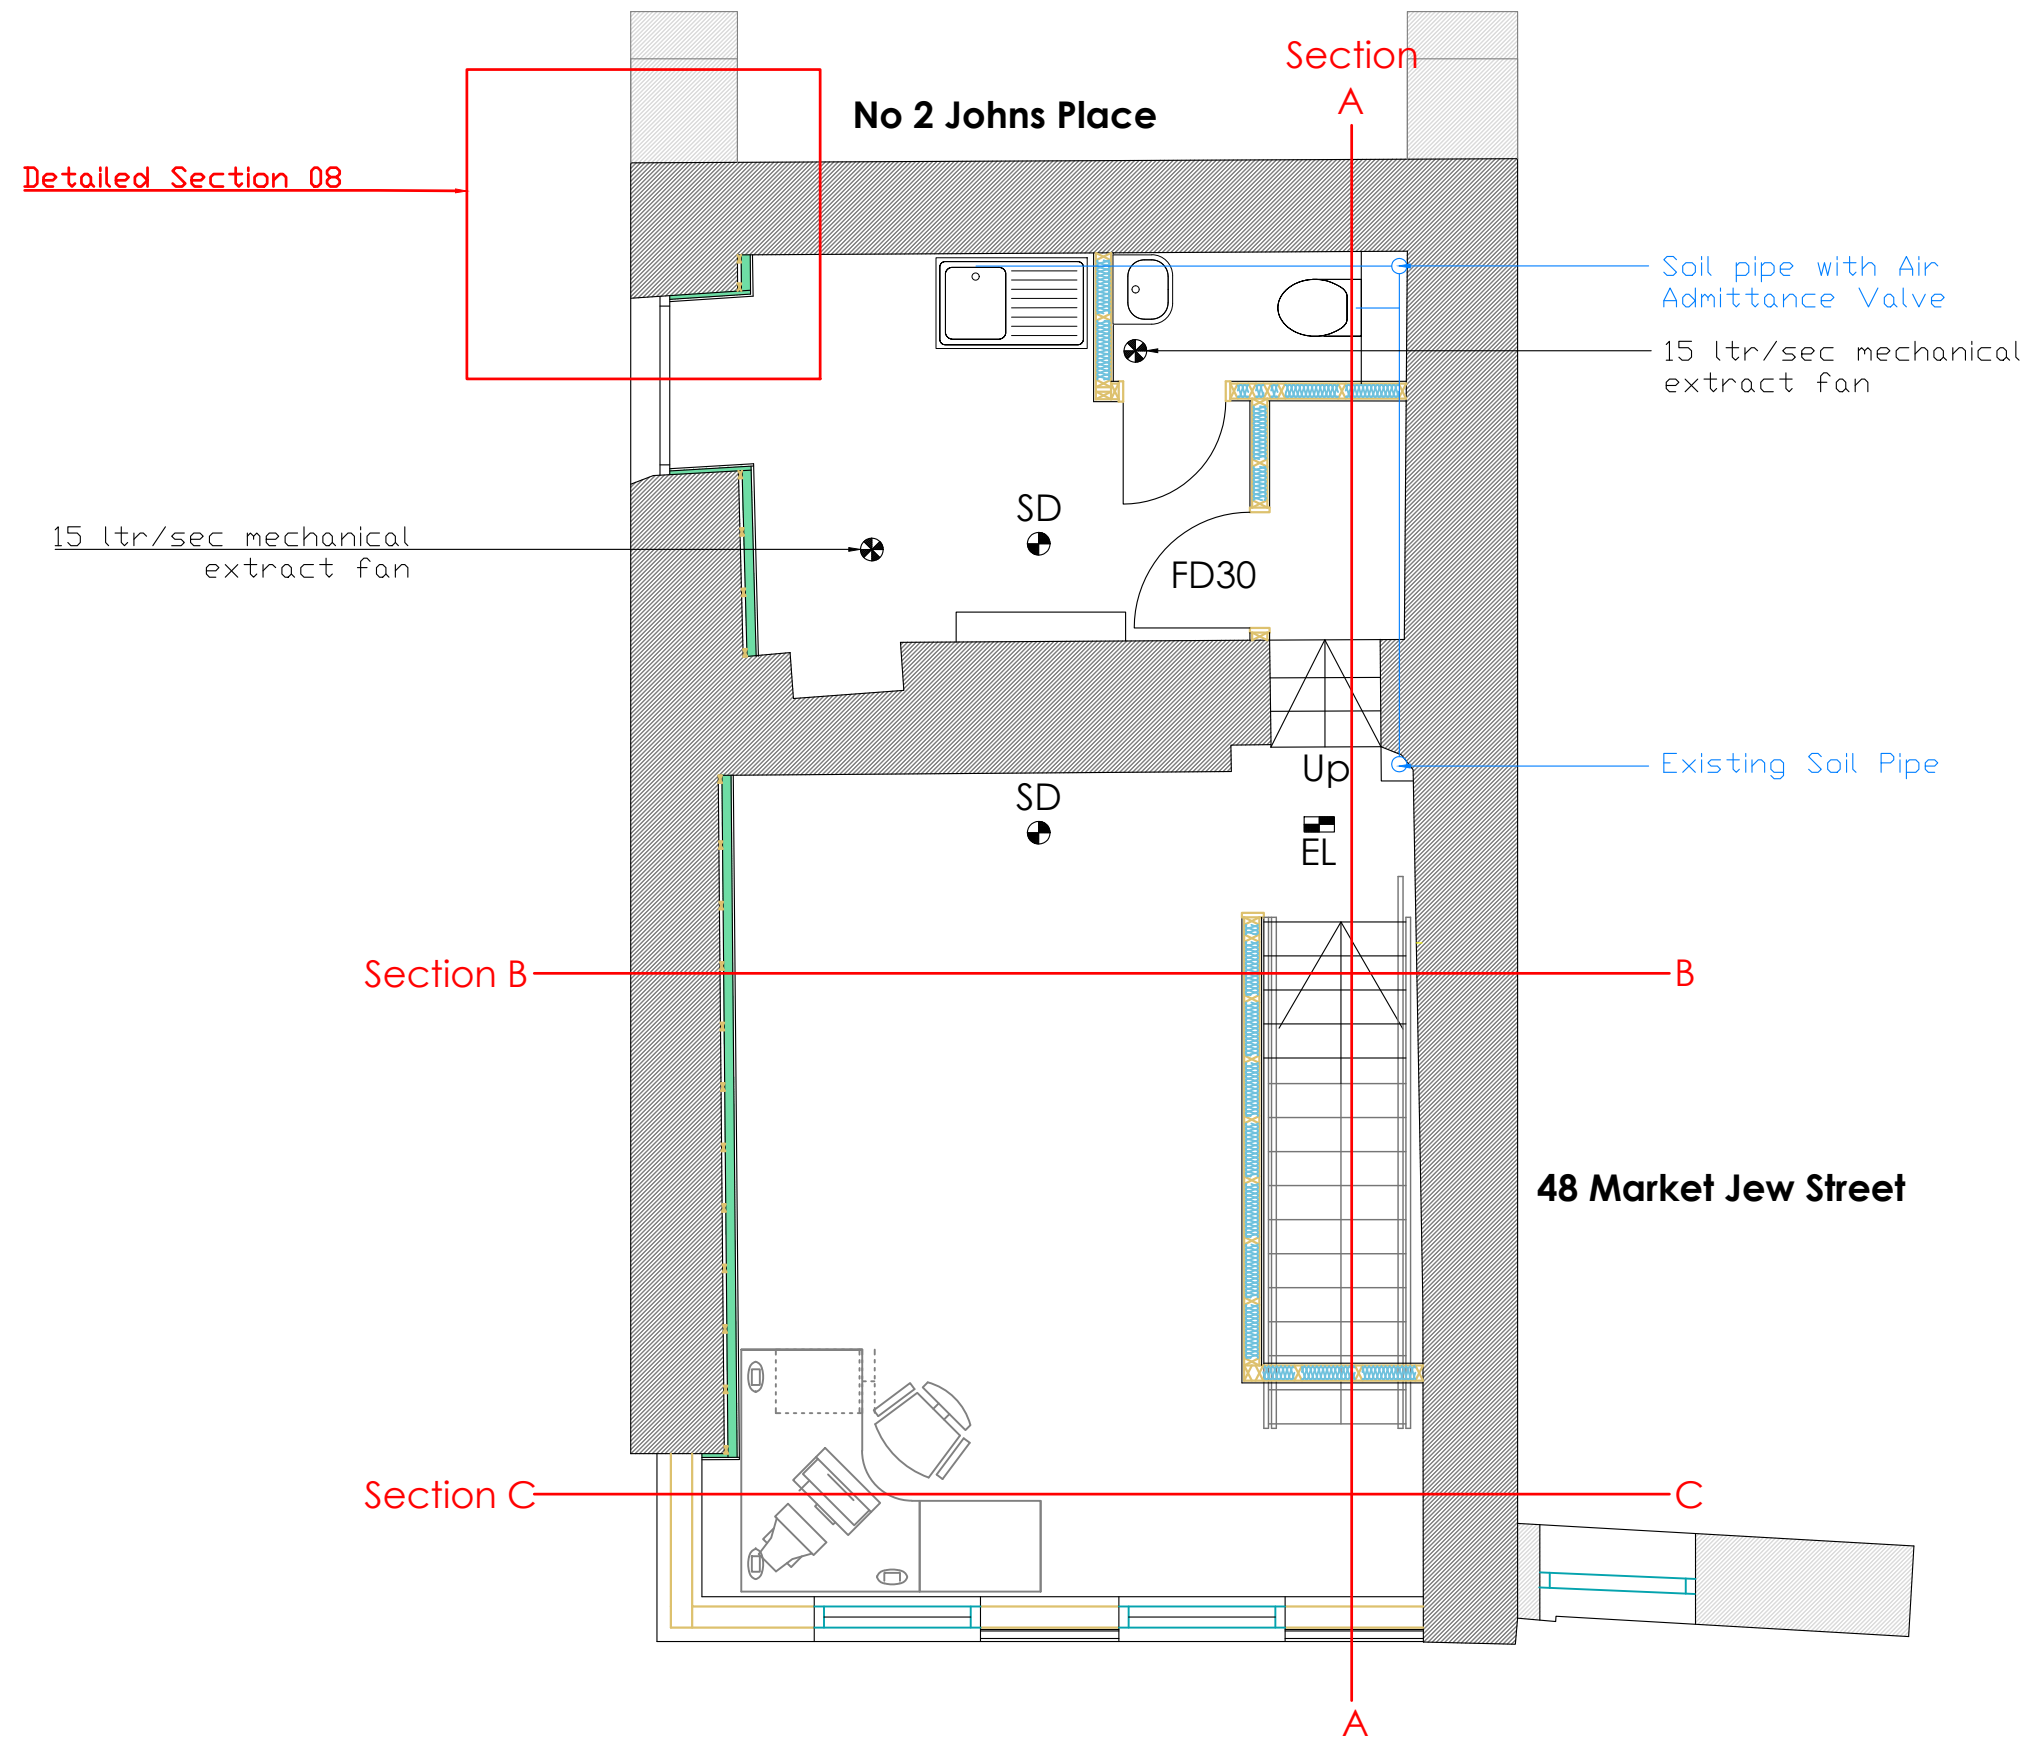 Section
A
No 2 Johns Place
Detailed Section 08
Soil pipe with Air
Admittance Valve
15 ltr/sec mechanical
extract fan
SD
15 ltr/sec mechanical
extract fan
FD30
Up
Existing Soil Pipe
SD
EL
Section B
B
48 Market Jew Street
Section C
C
A